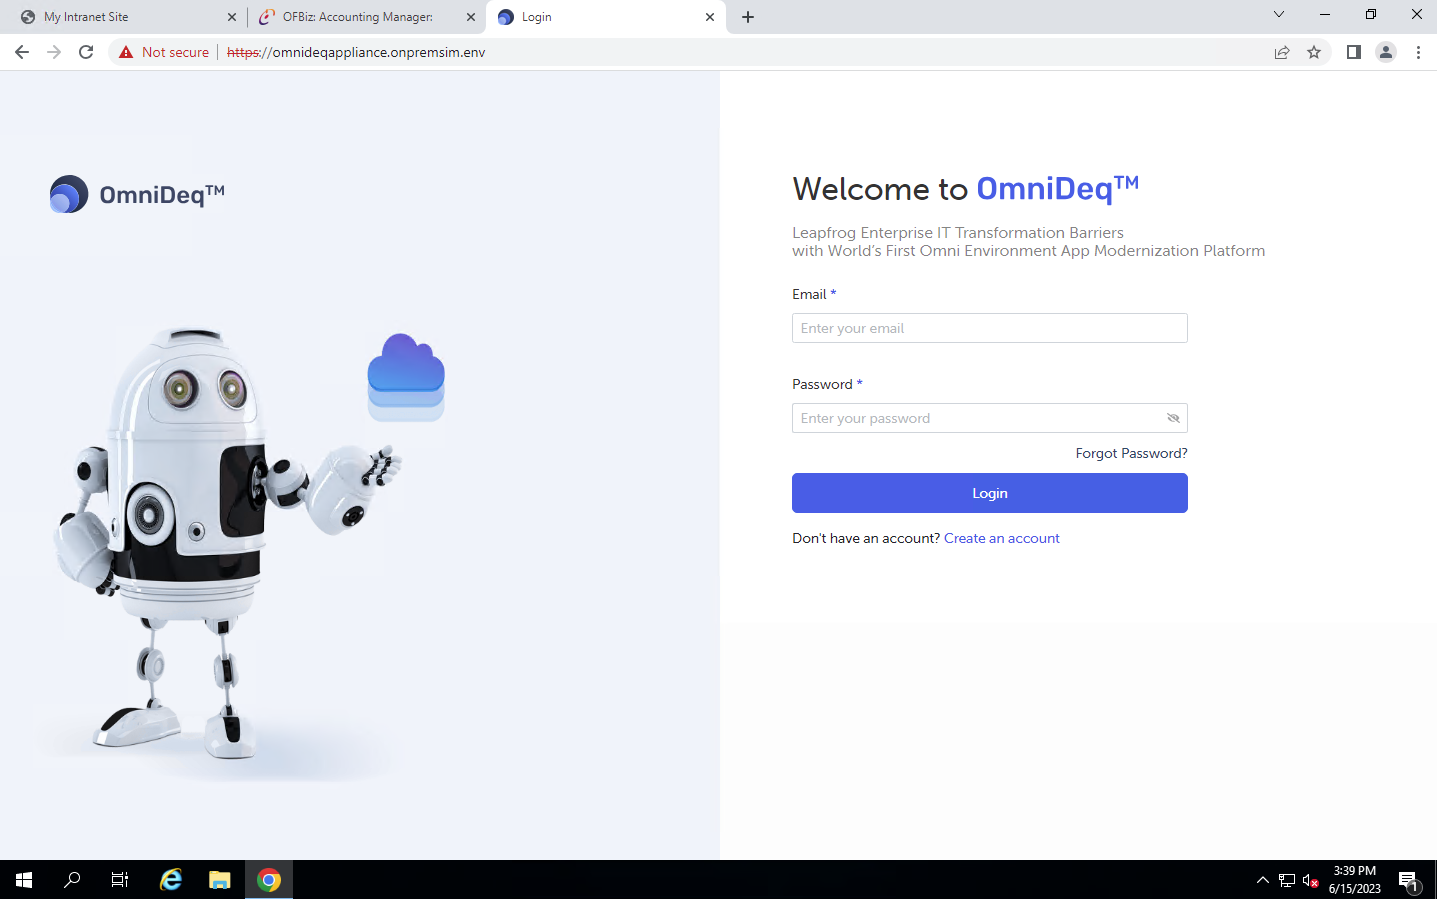 My Intranet Site
OFBiz: Accounting Manager:
Login
Not secure
https://omnideqappliance.onpremsim.env
OmniDeq™
Welcome to OmniDeq™
Leapfrog Enterprise IT Transformation Barriers
with World's First Omni Environment App Modernization Platform
Email *
Enter your email
Password *
Enter your password
Forgot Password?
Login
Don't have an account? Create an account
3:39 PM
6/15/2023
1